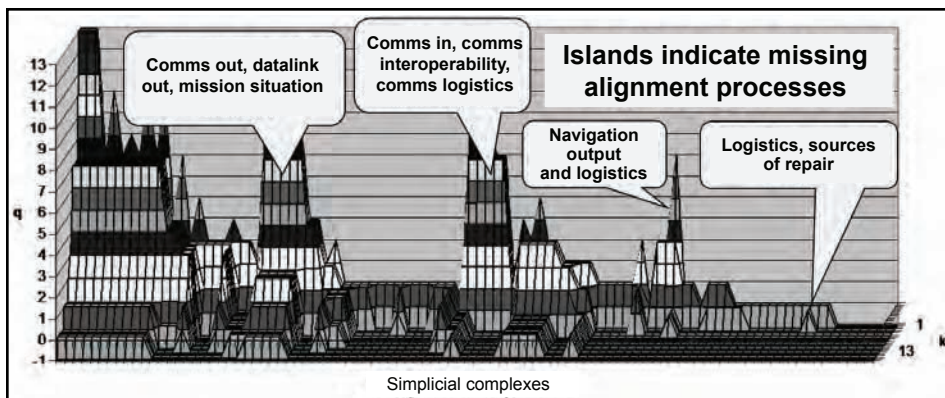 Islands indicate missing
alignment processes
Comms out, datalink
out, mission situation
Comms in, comms
interoperability,
comms logistics
Navigation
output
and logistics
Logistics, sources
of repair
13
12
11
10
9
8
7
6
5
4
3
2
1
0
-1
q
1
13
k
Simplicial complexes